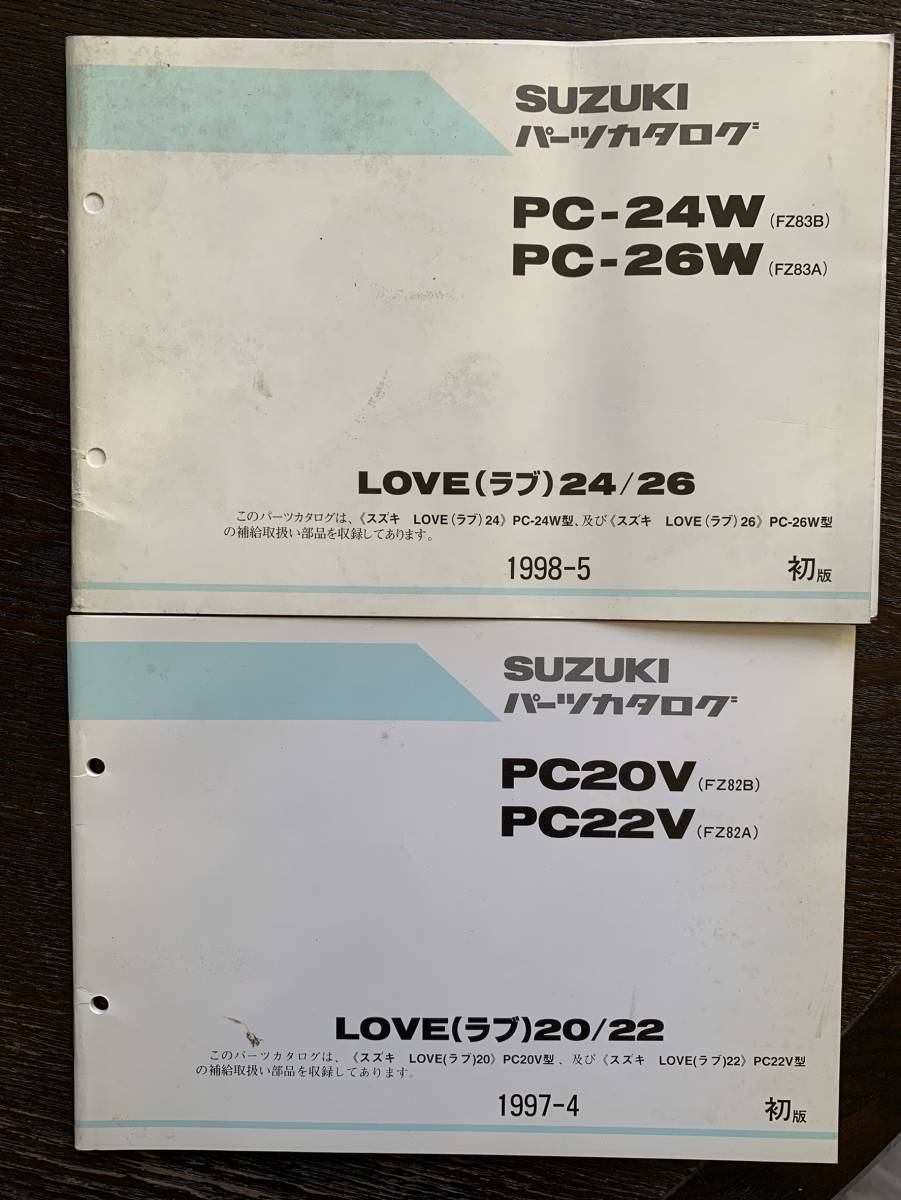 SUZUKI
パーツカタログ
PC-24W (FZ83B)
PC-26W (FZ83A)
LOVE(ラブ)24/26
このパーツカタログは、《スズキ　LOVE(ラブ)24》PC-24W型、及び《スズキ　LOVE(ラブ)26》PC-26W型
の補給取扱い部品を収録してあります。
1998-5 初版
SUZUKI
パーツカタログ
PC20V (FZ82B)
PC22V (FZ82A)
LOVE(ラブ)20/22
このパーツカタログは、《スズキ　LOVE(ラブ)20》PC20V型、及び《スズキ　LOVE(ラブ)22》PC22V型
の補給取扱い部品を収録してあります。
1997-4 初版